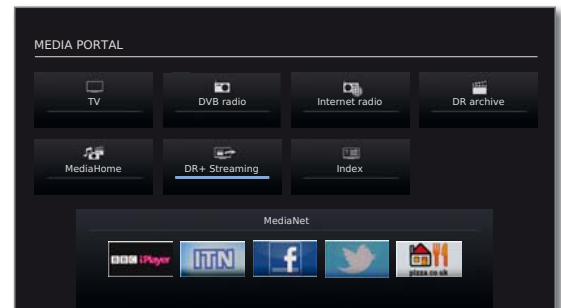 MEDIA PORTAL
TV
DVB radio
Internet radio
DR archive
MediaHome
DR+ Streaming
Index
MediaNet
BBC iPlayer
ITN
f
pizza.co.uk